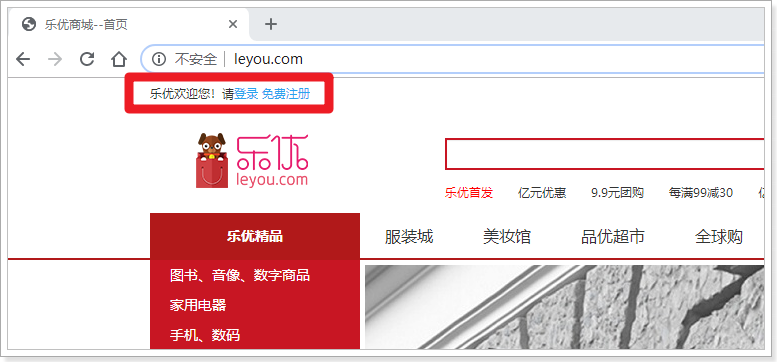 乐优商城--首页
不安全 leyou.com
乐优欢迎您！请登录 免费注册
乐优
leyou.com
乐优首发 亿元优惠 9.9元团购 每满99减30
乐优精品 服装城 美妆馆 品优超市 全球购
图书、音像、数字商品
家用电器
手机、数码